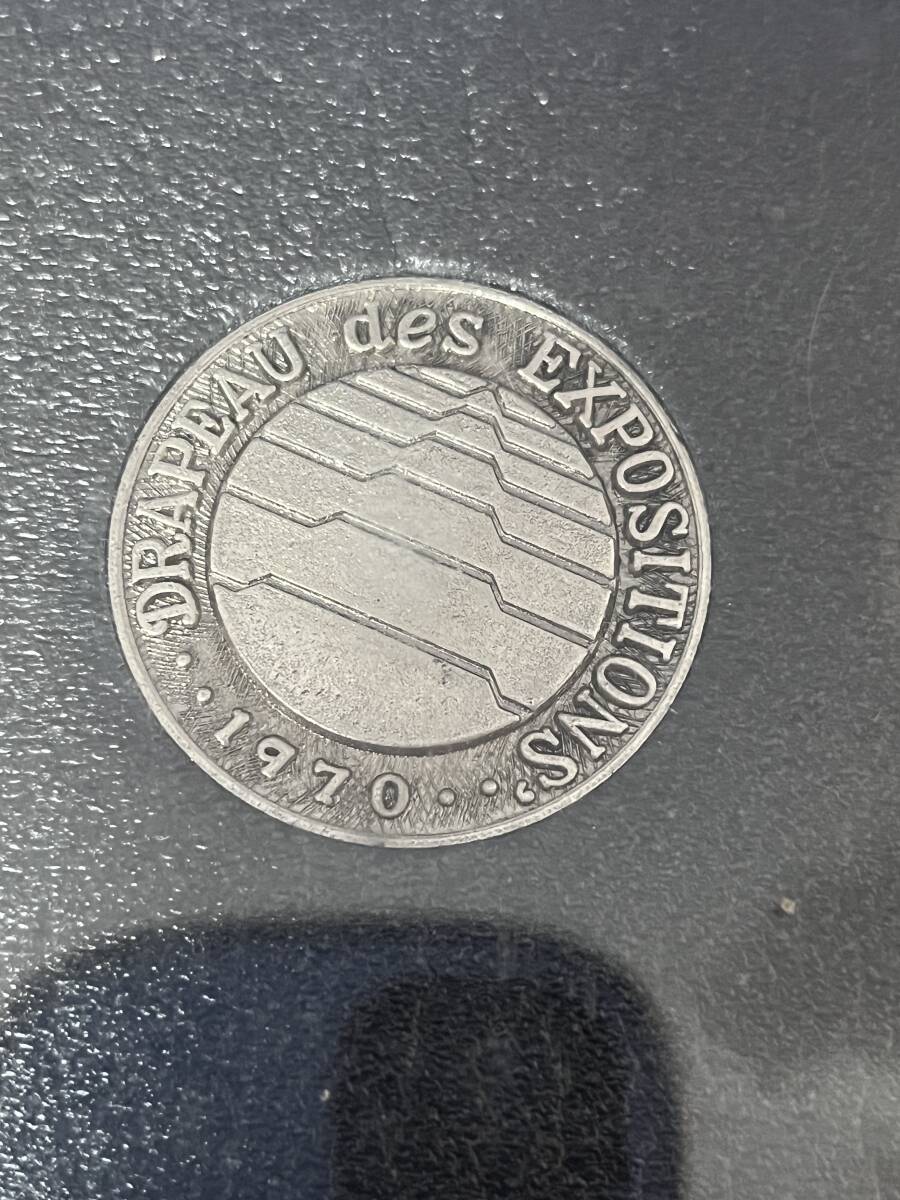 DRAPEAU des EXPOSITIONS,
1970